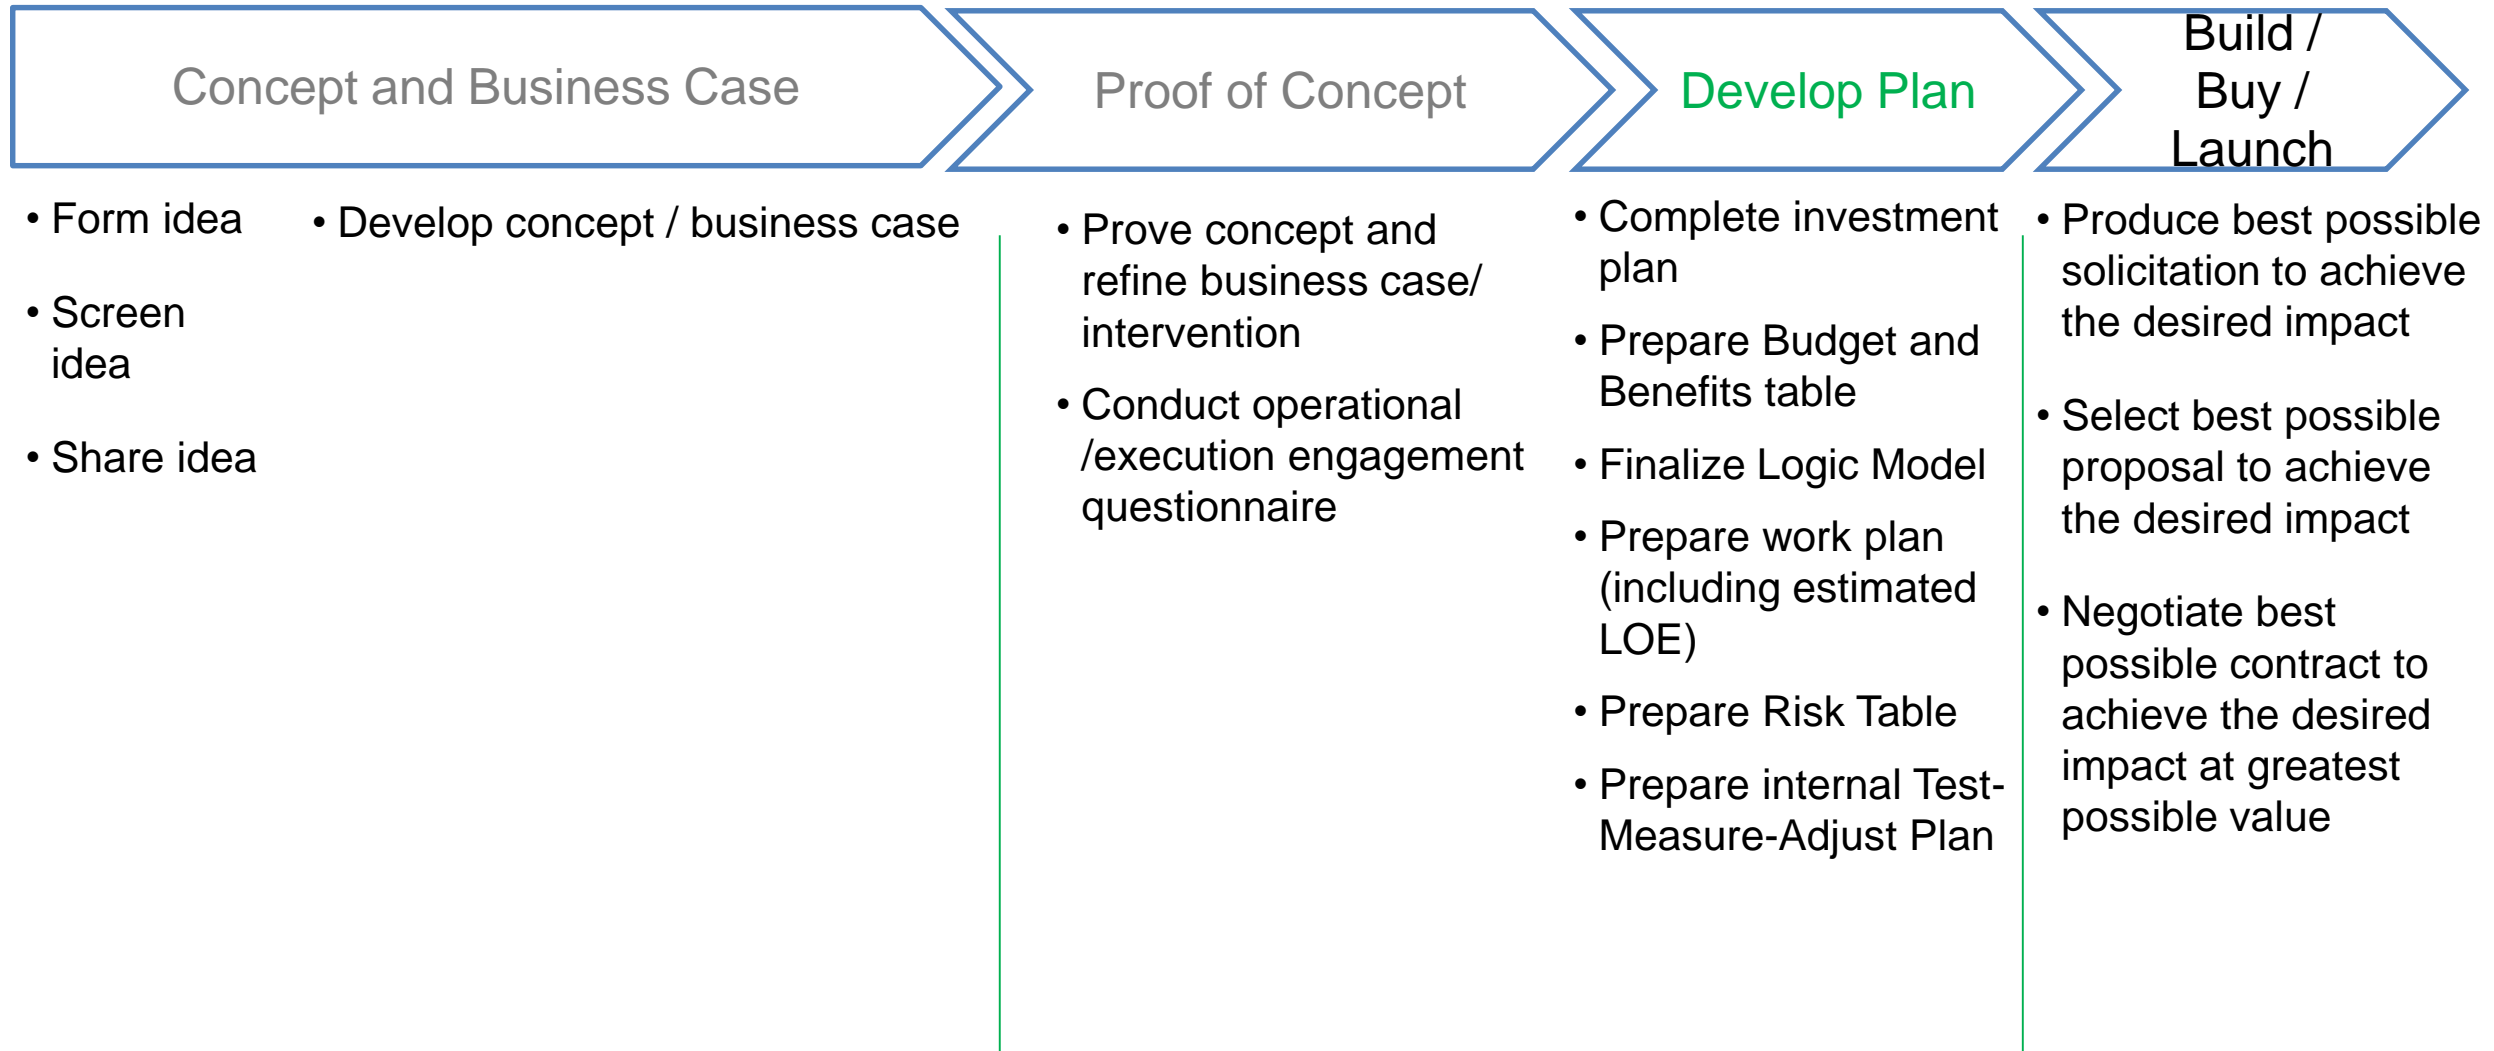 Concept and Business Case
Proof of Concept
Develop Plan
Build /
Buy /
Launch
• Form idea
• Screen
idea
• Share idea
• Develop concept / business case
• Prove concept and
refine business case/
intervention
• Conduct operational
/execution engagement
questionnaire
• Complete investment
plan
• Prepare Budget and
Benefits table
• Finalize Logic Model
• Prepare work plan
(including estimated
LOE)
• Prepare Risk Table
• Prepare internal Test-
Measure-Adjust Plan
• Produce best possible
solicitation to achieve
the desired impact
• Select best possible
proposal to achieve
the desired impact
• Negotiate best
possible contract to
achieve the desired
impact at greatest
possible value